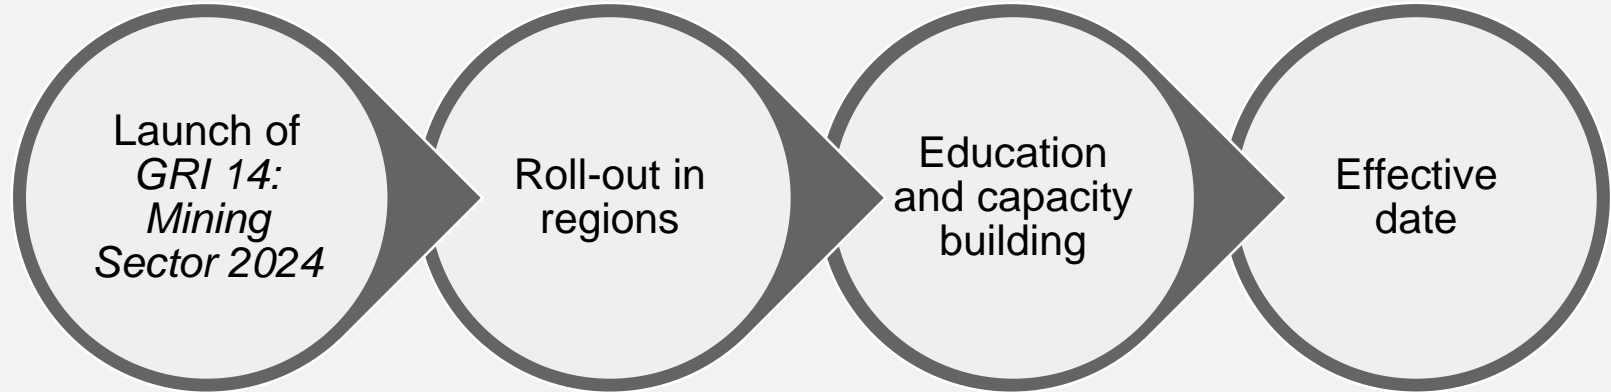 Launch of
GRI 14:
Mining
Sector 2024
Roll-out in
regions
Education
and capacity
building
Effective
date